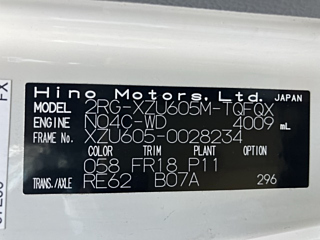 Hino Motors, Ltd. JAPAN
MODEL 2RG-XZU605M-TQFQX
ENGINE N04C-WD 4009 mL
FRAME No. XZU605-0028234
COLOR TRIM PLANT OPTION
058 FR18 P11
TRANS./AXLE RE62 B07A 296
FX